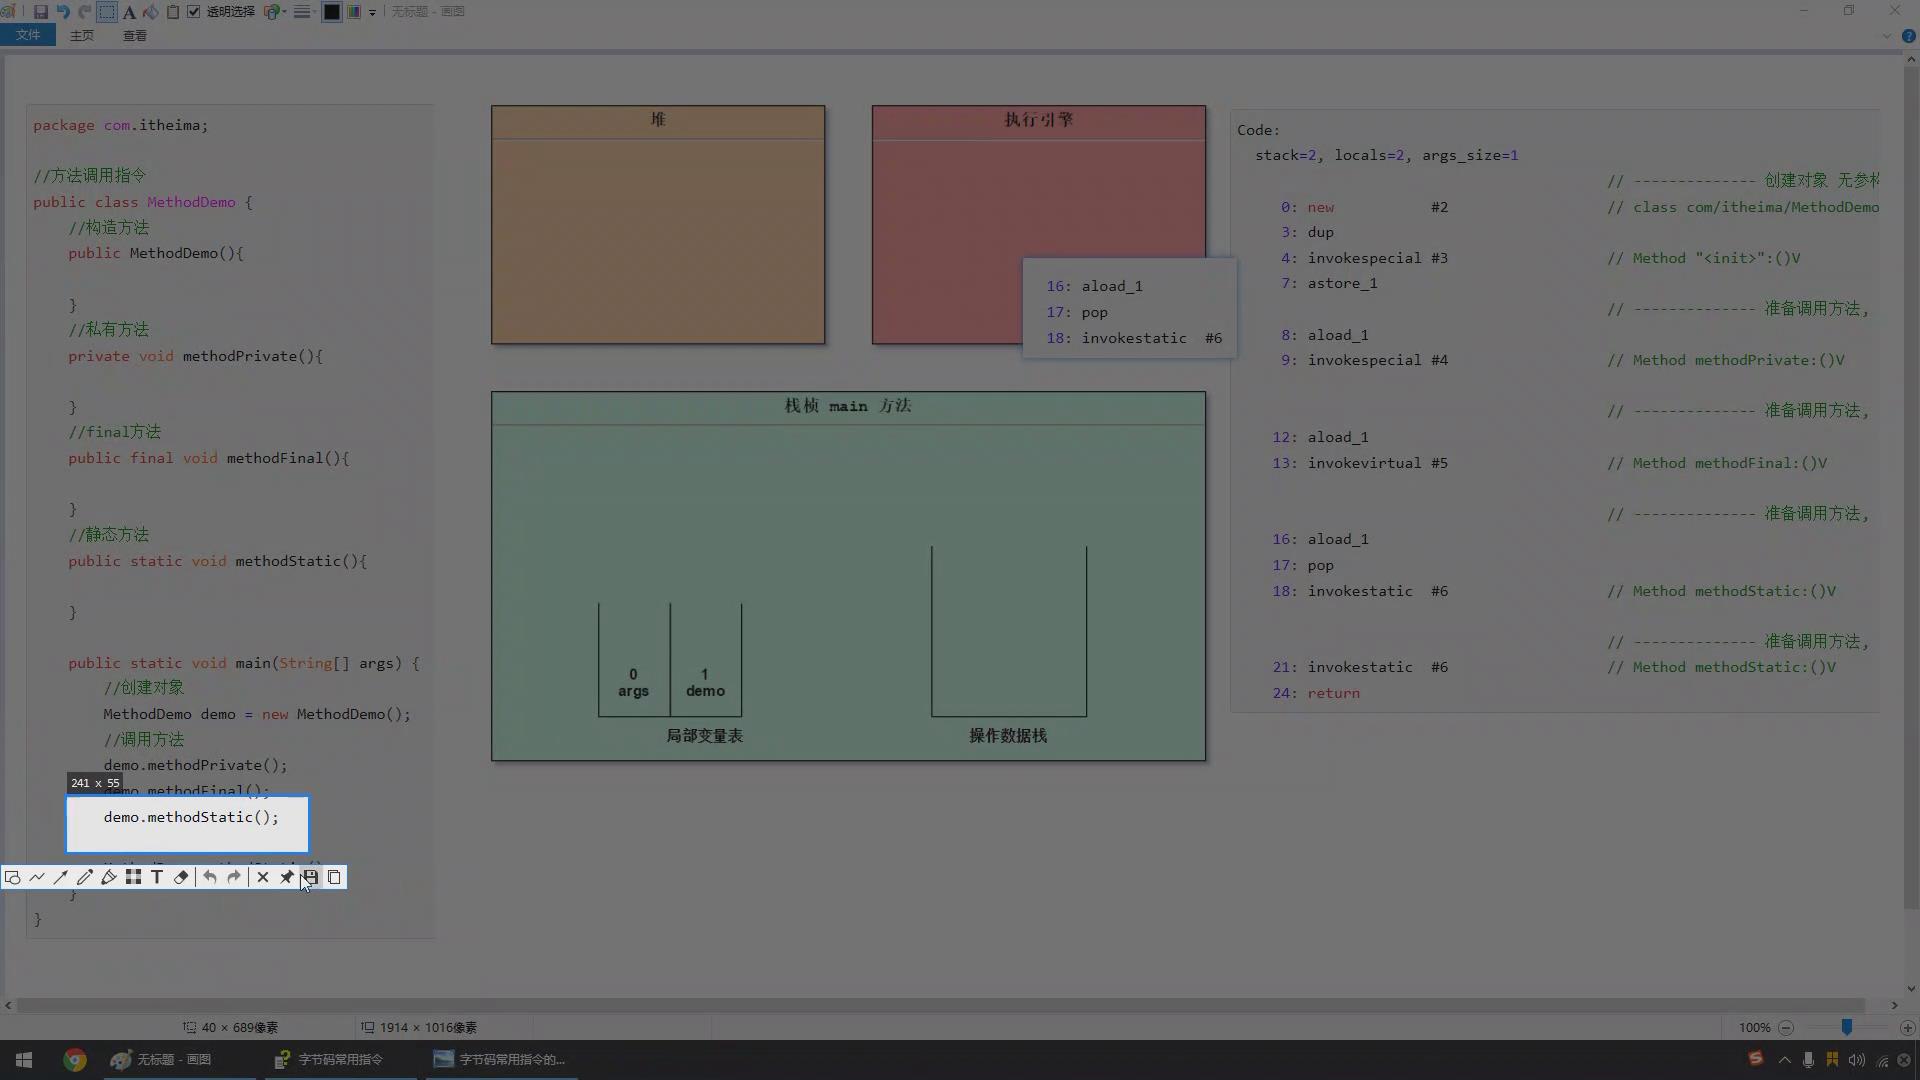 透明选择
无标题 - 画图
文件
主页
查看
package com.itheima;
//方法调用指令
public class MethodDemo {
//构造方法
public MethodDemo(){
}
//私有方法
private void methodPrivate(){
}
//final方法
public final void methodFinal(){
}
//静态方法
public static void methodStatic(){
}
public static void main(String[] args) {
//创建对象
MethodDemo demo = new MethodDemo();
//调用方法
demo.methodPrivate();
241 x 55
demo.methodFinal();
demo.methodStatic();
}
}
堆
执行引擎
16: aload_1
17: pop
18: invokestatic #6
栈桢 main 方法
0
args
1
demo
局部变量表
操作数据栈
Code:
stack=2, locals=2, args_size=1
// -------------- 创建对象 无参构
0: new #2 // class com/itheima/MethodDemo
3: dup
4: invokespecial #3 // Method "<init>":()V
7: astore_1
// -------------- 准备调用方法,
8: aload_1
9: invokespecial #4 // Method methodPrivate:()V
// -------------- 准备调用方法,
12: aload_1
13: invokevirtual #5 // Method methodFinal:()V
// -------------- 准备调用方法,
16: aload_1
17: pop
18: invokestatic #6 // Method methodStatic:()V
// -------------- 准备调用方法,
21: invokestatic #6 // Method methodStatic:()V
24: return
40 × 689像素
1914 × 1016像素
100%
无标题 - 画图
字节码常用指令
字节码常用指令的...